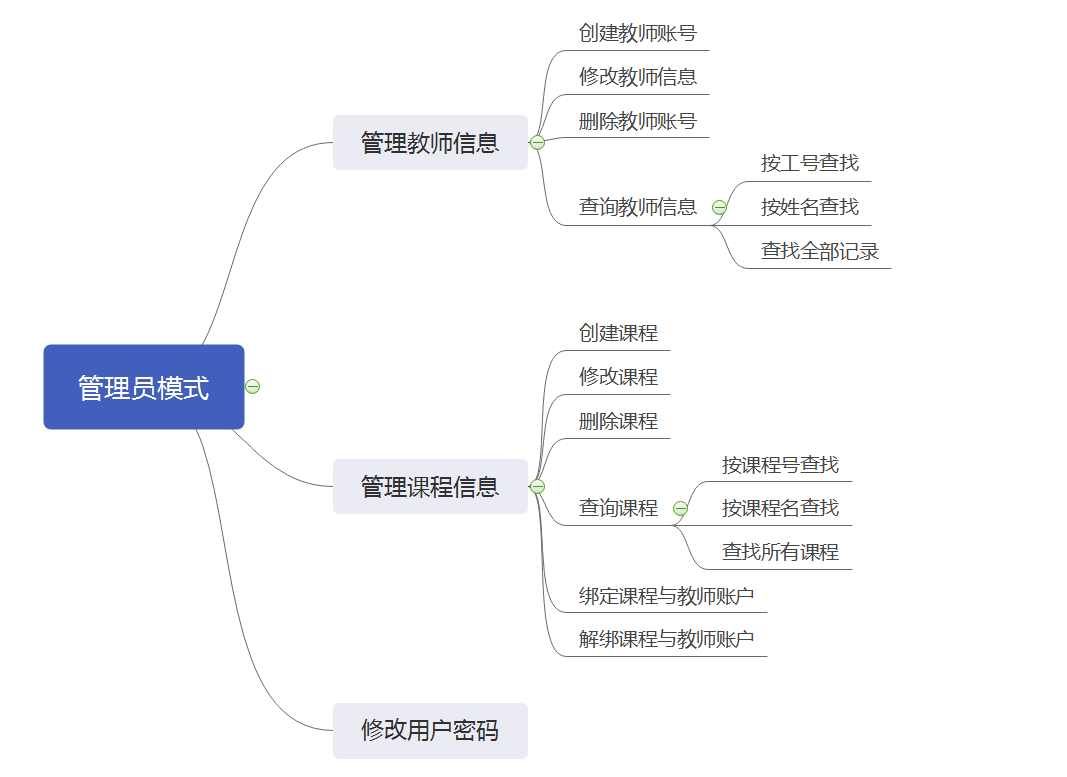 管理员模式
管理教师信息
创建教师账号
修改教师信息
删除教师账号
查询教师信息
按工号查找
按姓名查找
查找全部记录
管理课程信息
创建课程
修改课程
删除课程
查询课程
按课程号查找
按课程名查找
查找所有课程
绑定课程与教师账户
解绑课程与教师账户
修改用户密码